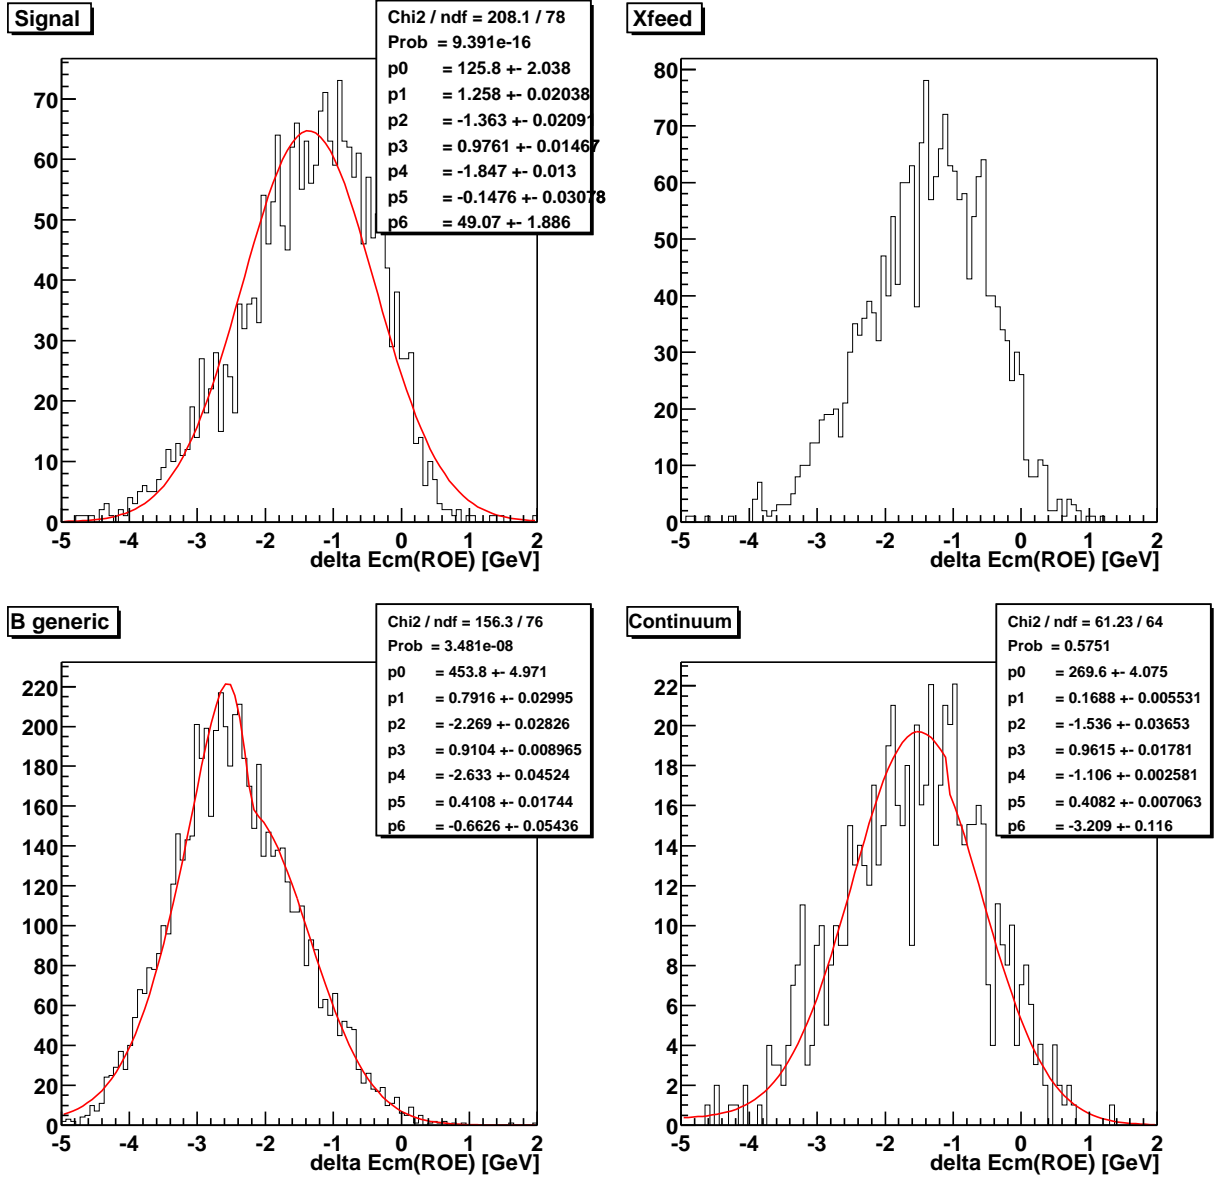 Signal
Chi2 / ndf = 208.1 / 78
Prob = 9.391e-16
p0 = 125.8 +- 2.038
p1 = 1.258 +- 0.02038
p2 = -1.363 +- 0.02091
p3 = 0.9761 +- 0.01467
p4 = -1.847 +- 0.013
p5 = -0.1476 +- 0.03078
p6 = 49.07 +- 1.886
70
60
50
40
30
20
10
0
-5 -4 -3 -2 -1 0 1 2
delta Ecm(ROE) [GeV]
Xfeed
80
70
60
50
40
30
20
10
0
-5 -4 -3 -2 -1 0 1 2
delta Ecm(ROE) [GeV]
B generic
Chi2 / ndf = 156.3 / 76
Prob = 3.481e-08
p0 = 453.8 +- 4.971
p1 = 0.7916 +- 0.02995
p2 = -2.269 +- 0.02826
p3 = 0.9104 +- 0.008965
p4 = -2.633 +- 0.04524
p5 = 0.4108 +- 0.01744
p6 = -0.6626 +- 0.05436
220
200
180
160
140
120
100
80
60
40
20
0
-5 -4 -3 -2 -1 0 1 2
delta Ecm(ROE) [GeV]
Continuum
Chi2 / ndf = 61.23 / 64
Prob = 0.5751
p0 = 269.6 +- 4.075
p1 = 0.1688 +- 0.005531
p2 = -1.536 +- 0.03653
p3 = 0.9615 +- 0.01781
p4 = -1.106 +- 0.002581
p5 = 0.4082 +- 0.007063
p6 = -3.209 +- 0.116
22
20
18
16
14
12
10
8
6
4
2
0
-5 -4 -3 -2 -1 0 1 2
delta Ecm(ROE) [GeV]